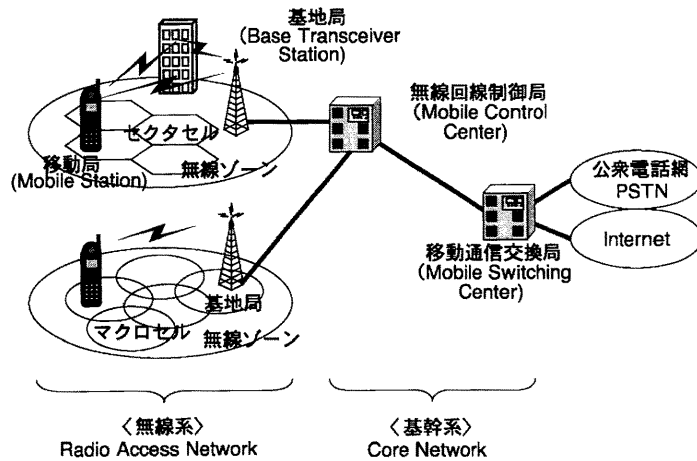 基地局
(Base Transceiver
Station)
無線回線制御局
(Mobile Control
Center)
セクタセル
移動局
(Mobile Station)
無線ゾーン
公衆電話網
PSTN
Internet
移動通信交換局
(Mobile Switching
Center)
基地局
マクロセル
無線ゾーン
〈無線系〉
Radio Access Network
〈基幹系〉
Core Network